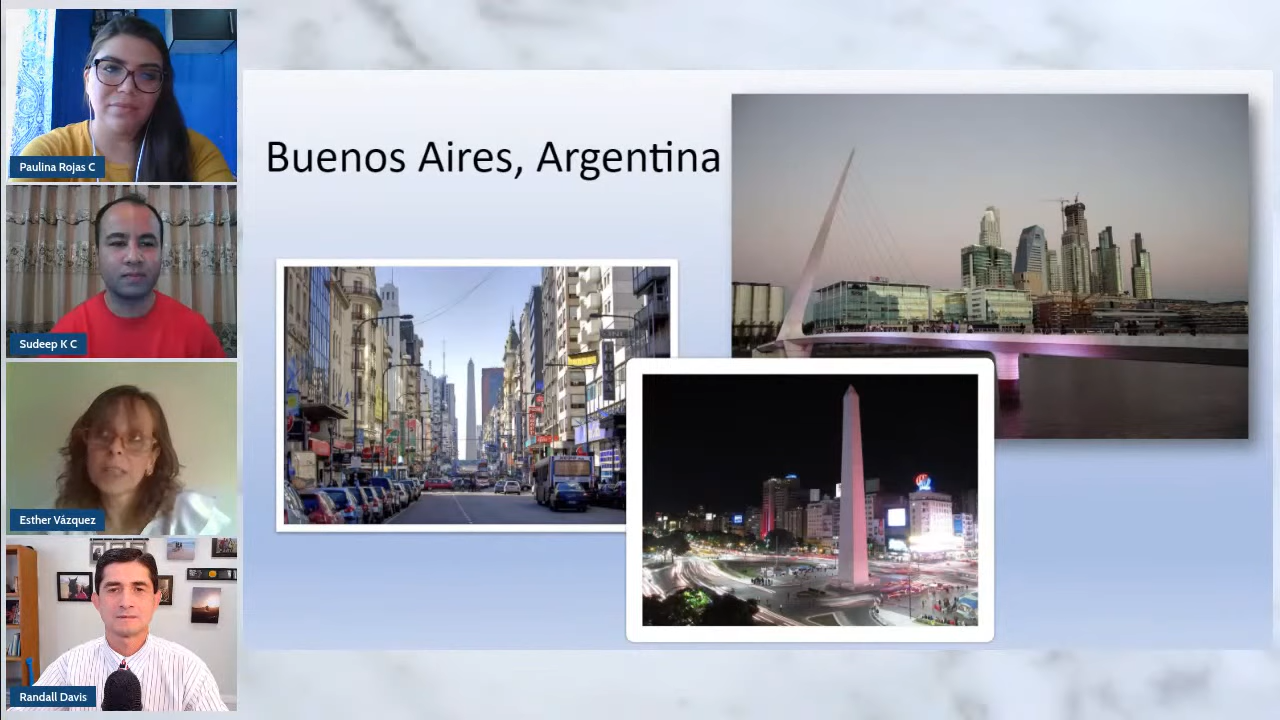 Paulina Rojas C
Sudeep K C
Esther Vázquez
Randall Davis
Buenos Aires, Argentina